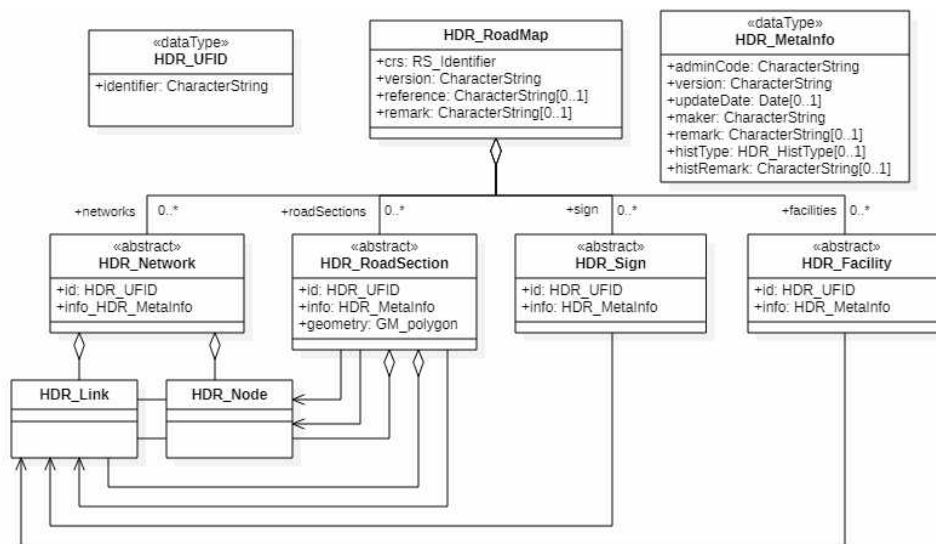 «dataType»
HDR_UFID
+identifier: CharacterString
HDR_RoadMap
+crs: RS_Identifier
+version: CharacterString
+reference: CharacterString[0..1]
+remark: CharacterString[0..1]
«dataType»
HDR_MetaInfo
+adminCode: CharacterString
+version: CharacterString
+updateDate: Date[0..1]
+maker: CharacterString
+remark: CharacterString[0..1]
+histType: HDR_HistType[0..1]
+histRemark: CharacterString[0..1]
+networks 0..*
+roadSections 0..*
+sign 0..*
+facilities 0..*
«abstract»
HDR_Network
+id: HDR_UFID
+info_HDR_MetaInfo
«abstract»
HDR_RoadSection
+id: HDR_UFID
+info: HDR_MetaInfo
+geometry: GM_polygon
«abstract»
HDR_Sign
+id: HDR_UFID
+info: HDR_MetaInfo
«abstract»
HDR_Facility
+id: HDR_UFID
+info: HDR_MetaInfo
HDR_Link
HDR_Node